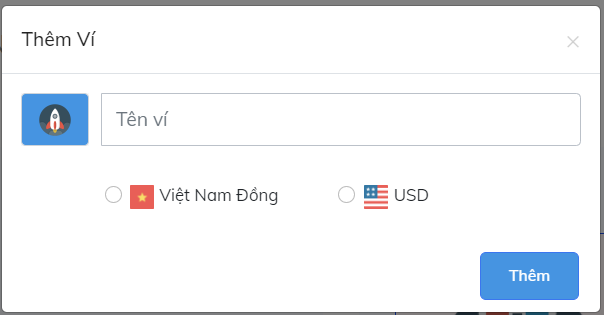 Thêm Ví
Tên ví
Việt Nam Đồng
USD
Thêm